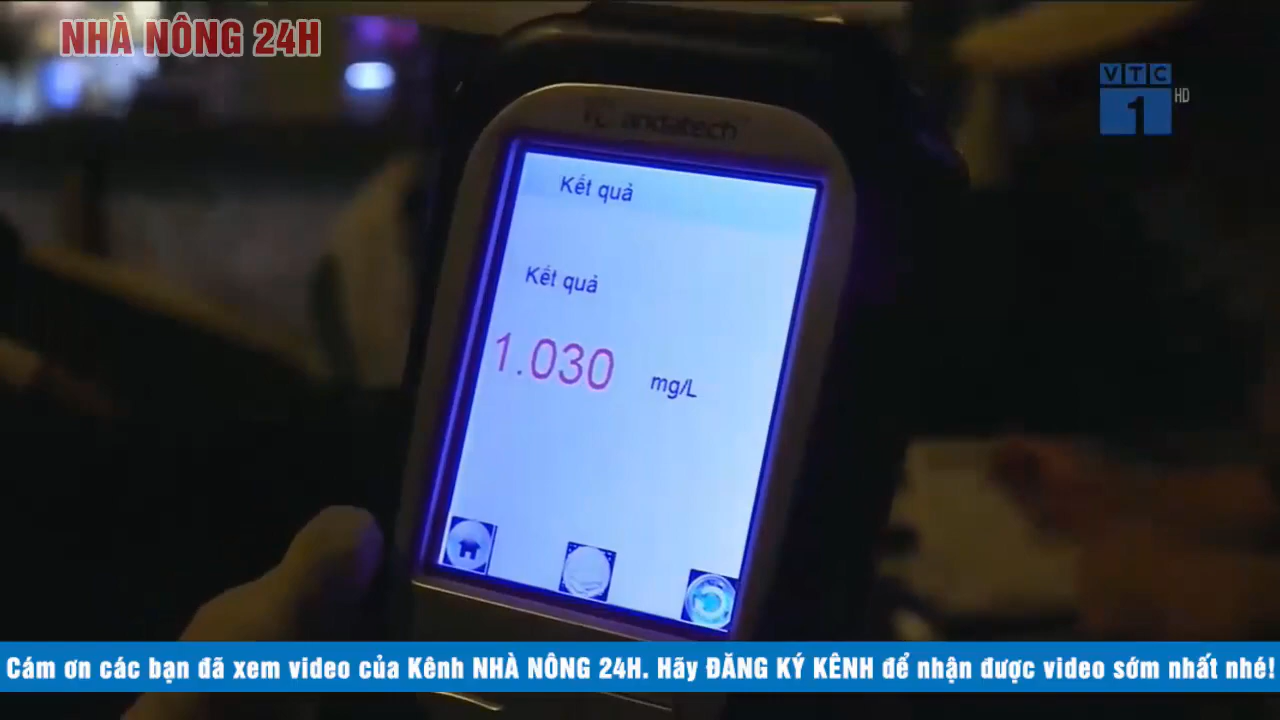 NHÀ NÔNG 24H
VTC
1
HD
andatech
Kết quả
Kết quả
1.030 mg/L
Cám ơn các bạn đã xem video của Kênh NHÀ NÔNG 24H. Hãy ĐĂNG KÝ KÊNH để nhận được video sớm nhất nhé!